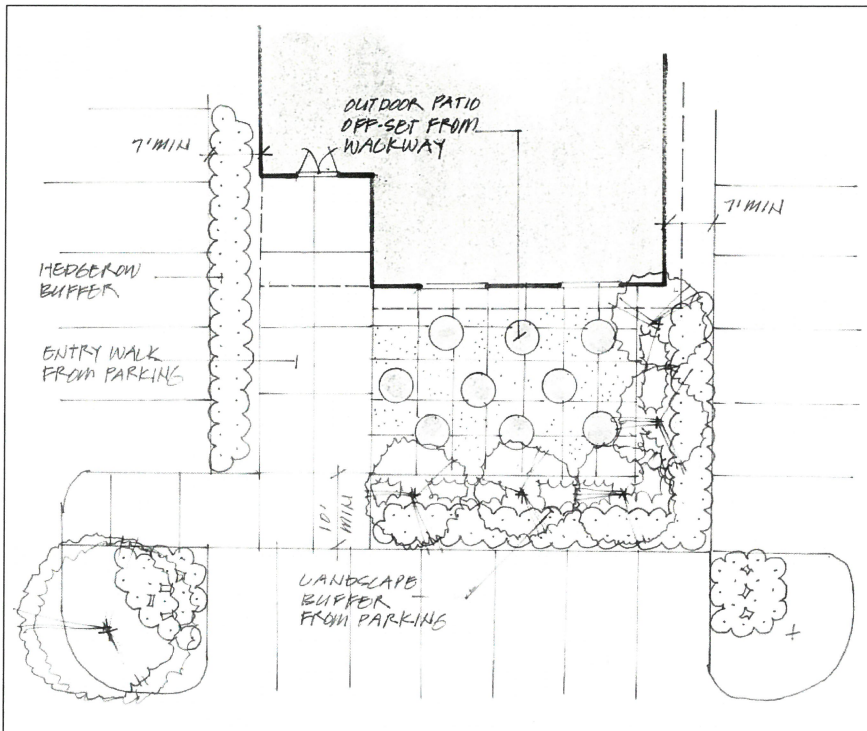 OUTDOOR PATIO
OFF-SET FROM
WALKWAY
7' MIN
7' MIN
HEDGEROW
BUFFER
ENTRY WALK
FROM PARKING
10'
MIN
LANDSCAPE
BUFFER
FROM PARKING